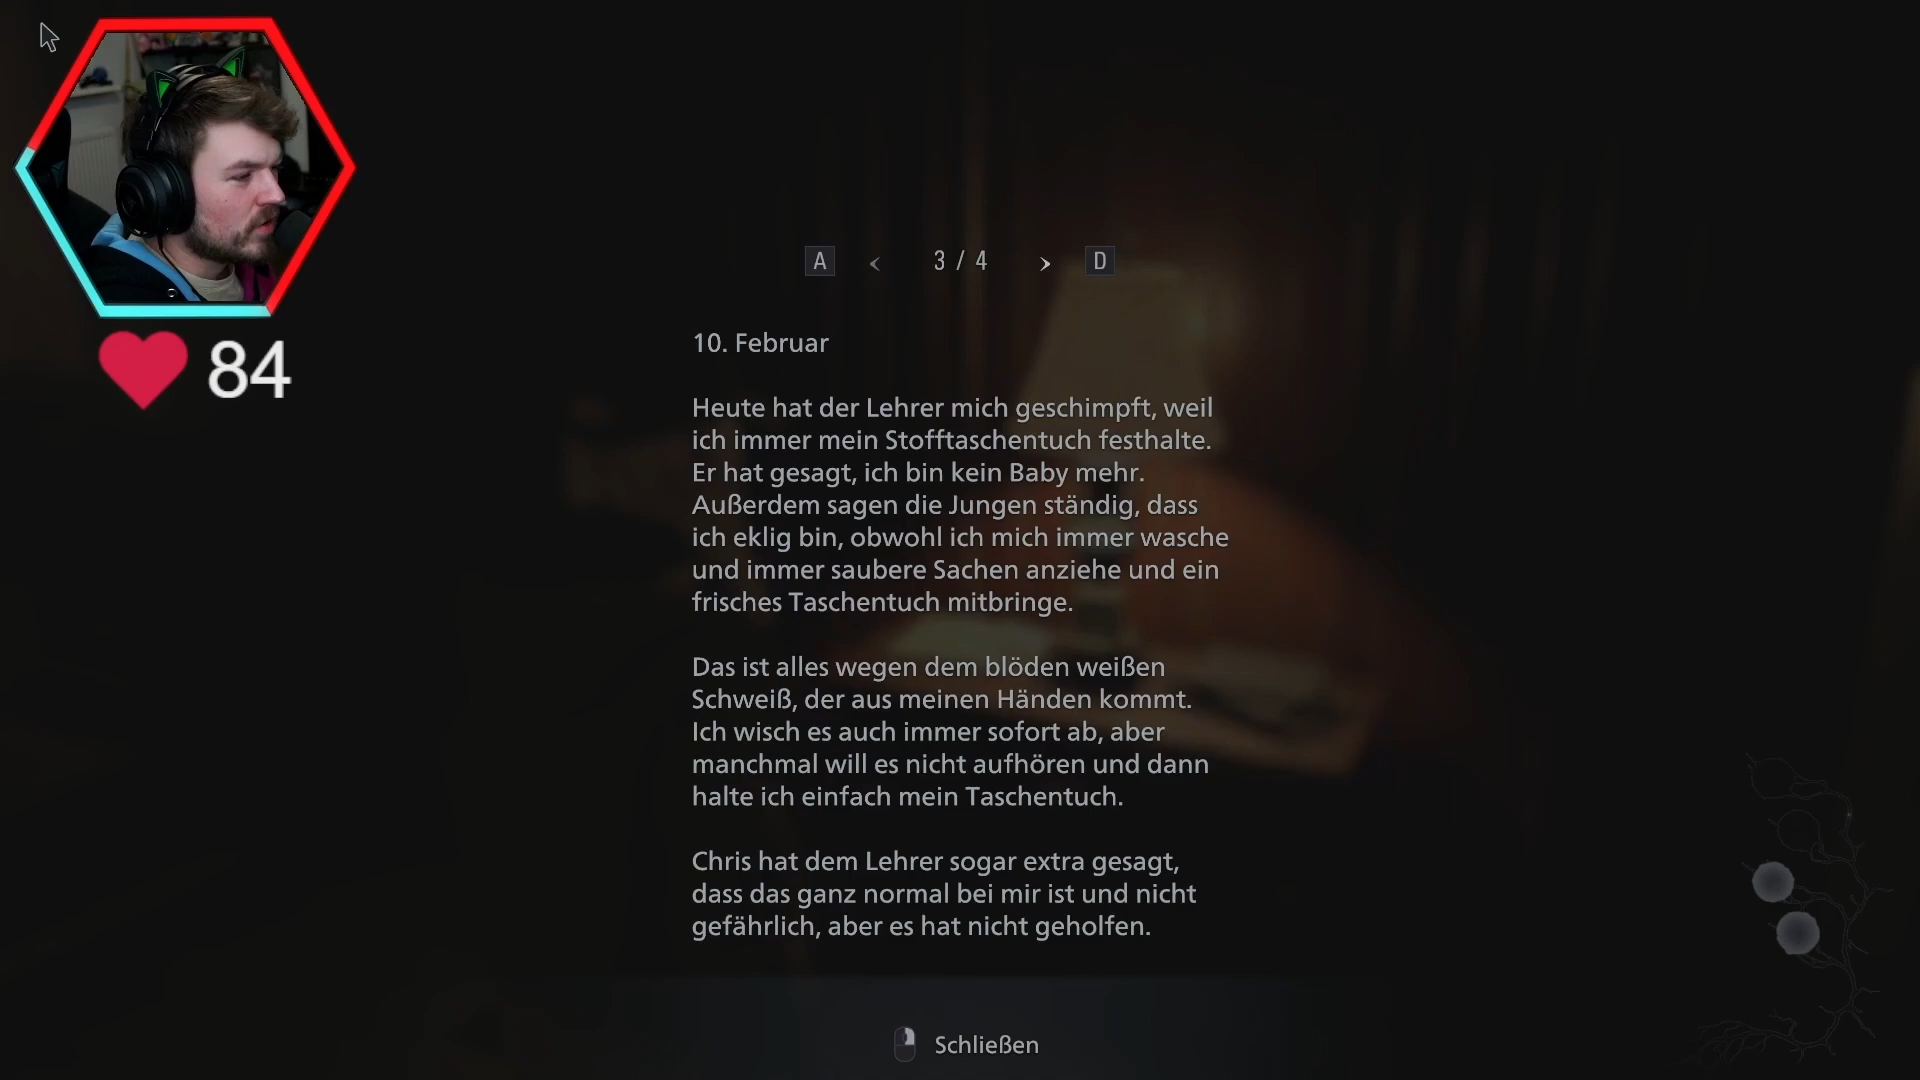 A < 3 / 4 > D
84
10. Februar
Heute hat der Lehrer mich geschimpft, weil
ich immer mein Stofftaschentuch festhalte.
Er hat gesagt, ich bin kein Baby mehr.
Außerdem sagen die Jungen ständig, dass
ich eklig bin, obwohl ich mich immer wasche
und immer saubere Sachen anziehe und ein
frisches Taschentuch mitbringe.
Das ist alles wegen dem blöden weißen
Schweiß, der aus meinen Händen kommt.
Ich wisch es auch immer sofort ab, aber
manchmal will es nicht aufhören und dann
halte ich einfach mein Taschentuch.
Chris hat dem Lehrer sogar extra gesagt,
dass das ganz normal bei mir ist und nicht
gefährlich, aber es hat nicht geholfen.
Schließen